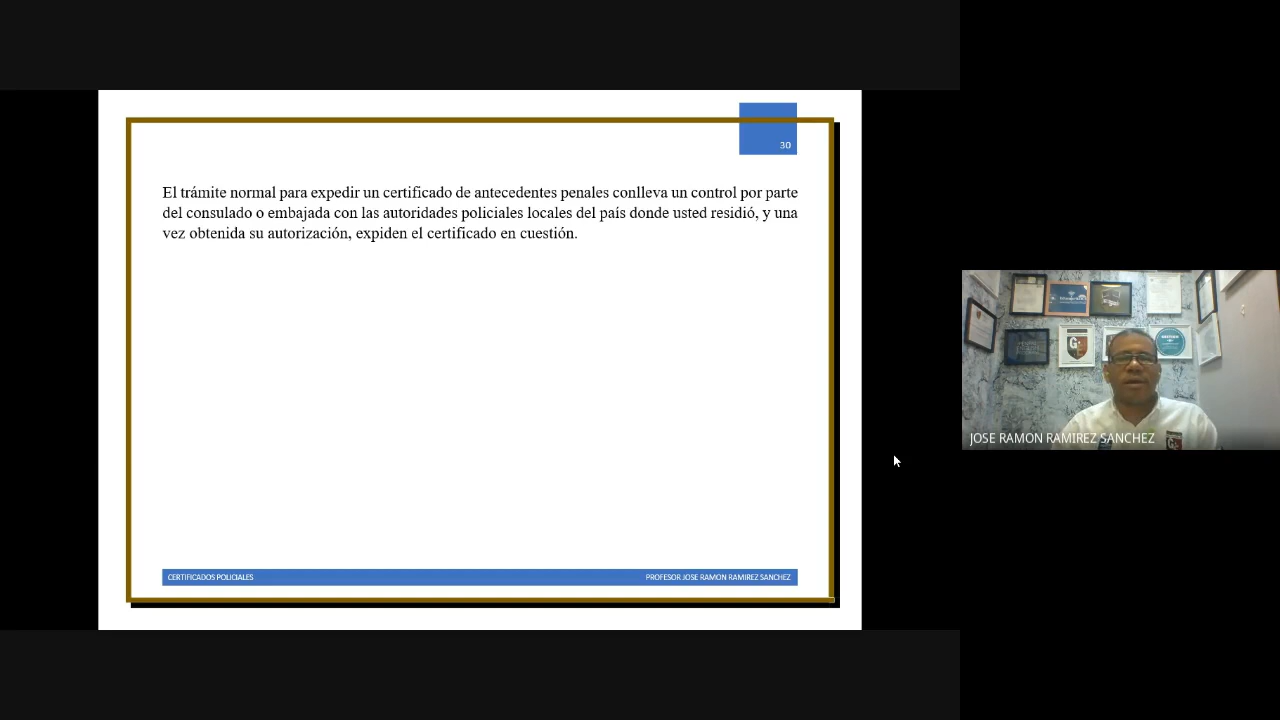 30
El trámite normal para expedir un certificado de antecedentes penales conlleva un control por parte
del consulado o embajada con las autoridades policiales locales del país donde usted residió, y una
vez obtenida su autorización, expiden el certificado en cuestión.
CERTIFICADOS POLICIALES
PROFESOR JOSE RAMON RAMIREZ SANCHEZ
JOSE RAMON RAMIREZ SANCHEZ